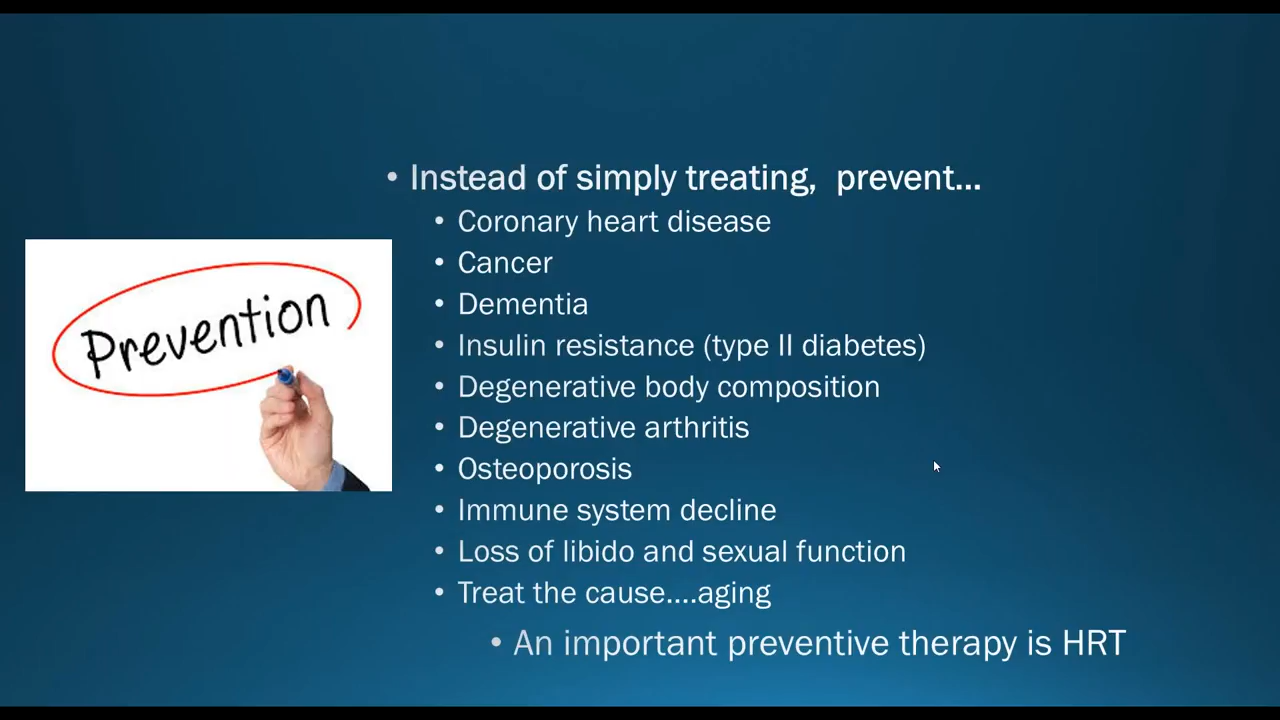 • Instead of simply treating,  prevent...
• Coronary heart disease
• Cancer
• Dementia
• Insulin resistance (type II diabetes)
• Degenerative body composition
• Degenerative arthritis
• Osteoporosis
• Immune system decline
• Loss of libido and sexual function
• Treat the cause....aging
• An important preventive therapy is HRT
Prevention